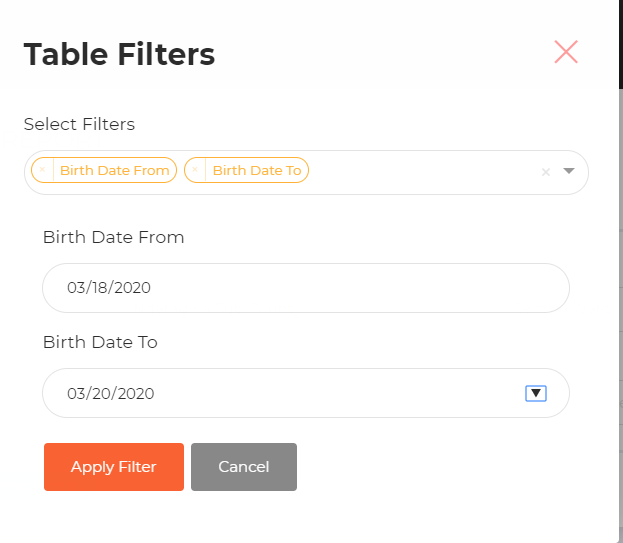 Table Filters
Select Filters
× Birth Date From × Birth Date To ×
Birth Date From
03/18/2020
Birth Date To
03/20/2020
Apply Filter Cancel